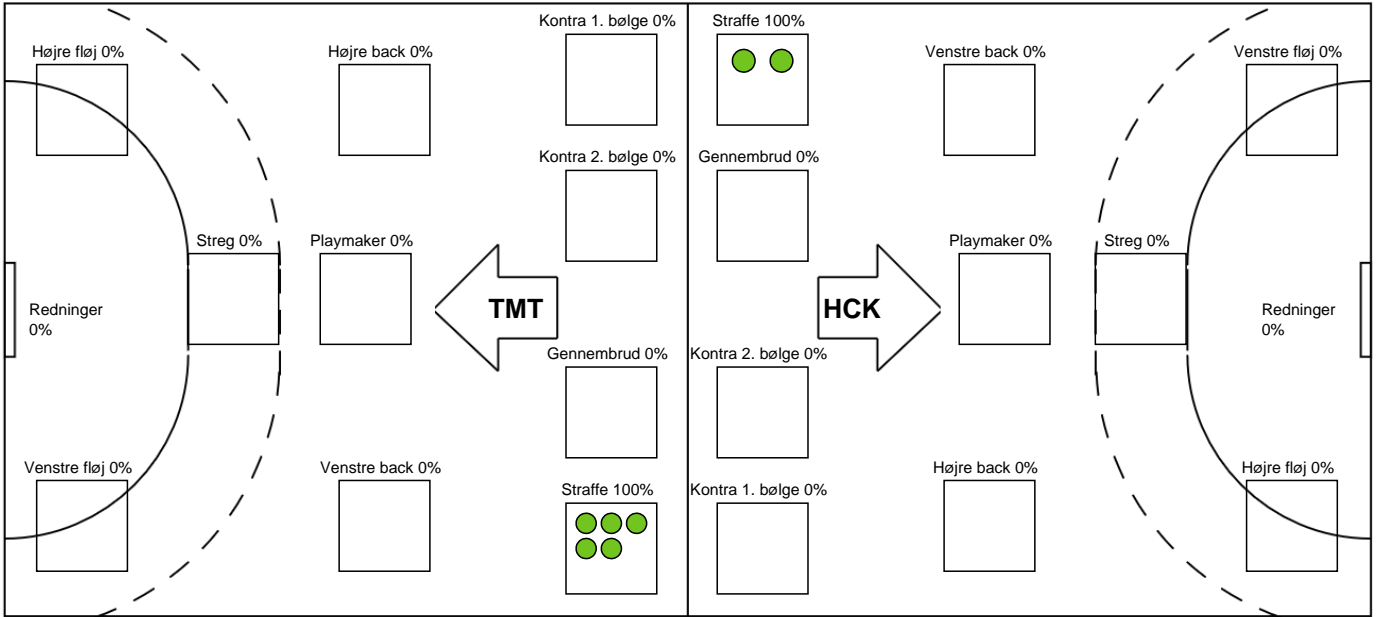 Kontra 1. bølge 0%
Straffe 100%
Højre fløj 0%
Højre back 0%
Venstre back 0%
Venstre fløj 0%
Kontra 2. bølge 0%
Gennembrud 0%
Streg 0%
Playmaker 0%
Playmaker 0%
Streg 0%
Redninger
0%
TMT
HCK
Redninger
0%
Gennembrud 0%
Kontra 2. bølge 0%
Venstre fløj 0%
Venstre back 0%
Højre back 0%
Højre fløj 0%
Straffe 100%
Kontra 1. bølge 0%